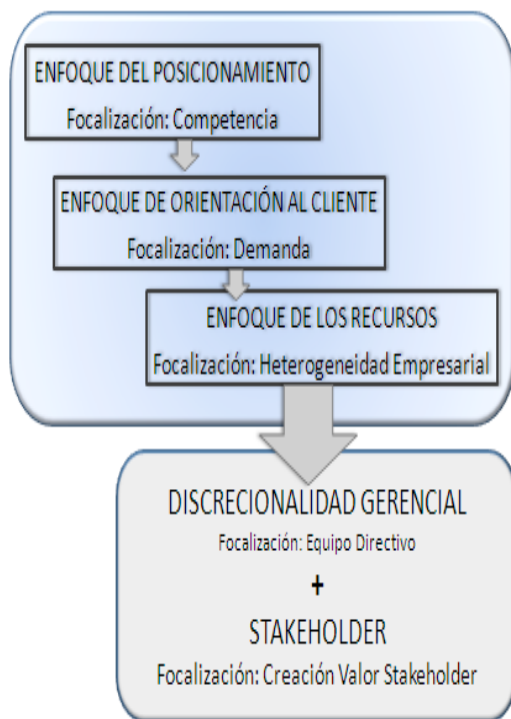 ENFOQUE DEL POSICIONAMIENTO
Focalización: Competencia
ENFOQUE DE ORIENTACIÓN AL CLIENTE
Focalización: Demanda
ENFOQUE DE LOS RECURSOS
Focalización: Heterogeneidad Empresarial
DISCRECIONALIDAD GERENCIAL
Focalización: Equipo Directivo
+
STAKEHOLDER
Focalización: Creación Valor Stakeholder